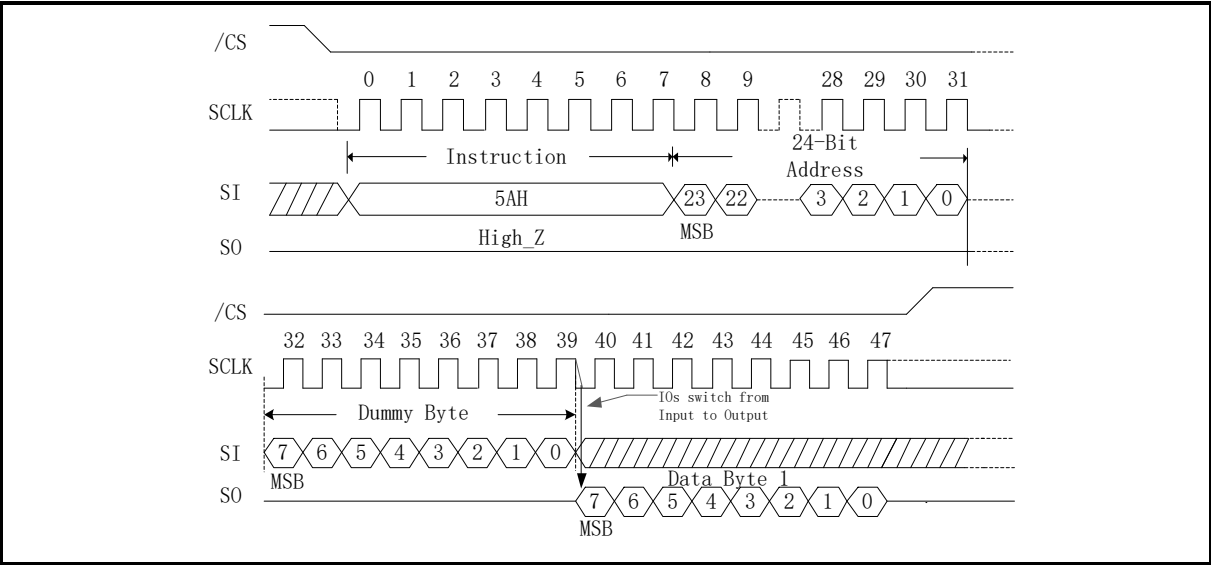 /CS
0 1 2 3 4 5 6 7 8 9 28 29 30 31
SCLK
Instruction
24-Bit
Address
SI
5AH
23 22 3 2 1 0
MSB
High_Z
SO
/CS
32 33 34 35 36 37 38 39 40 41 42 43 44 45 46 47
SCLK
IOs switch from
Input to Output
Dummy Byte
SI
7 6 5 4 3 2 1 0
MSB
Data Byte 1
SO
7 6 5 4 3 2 1 0
MSB